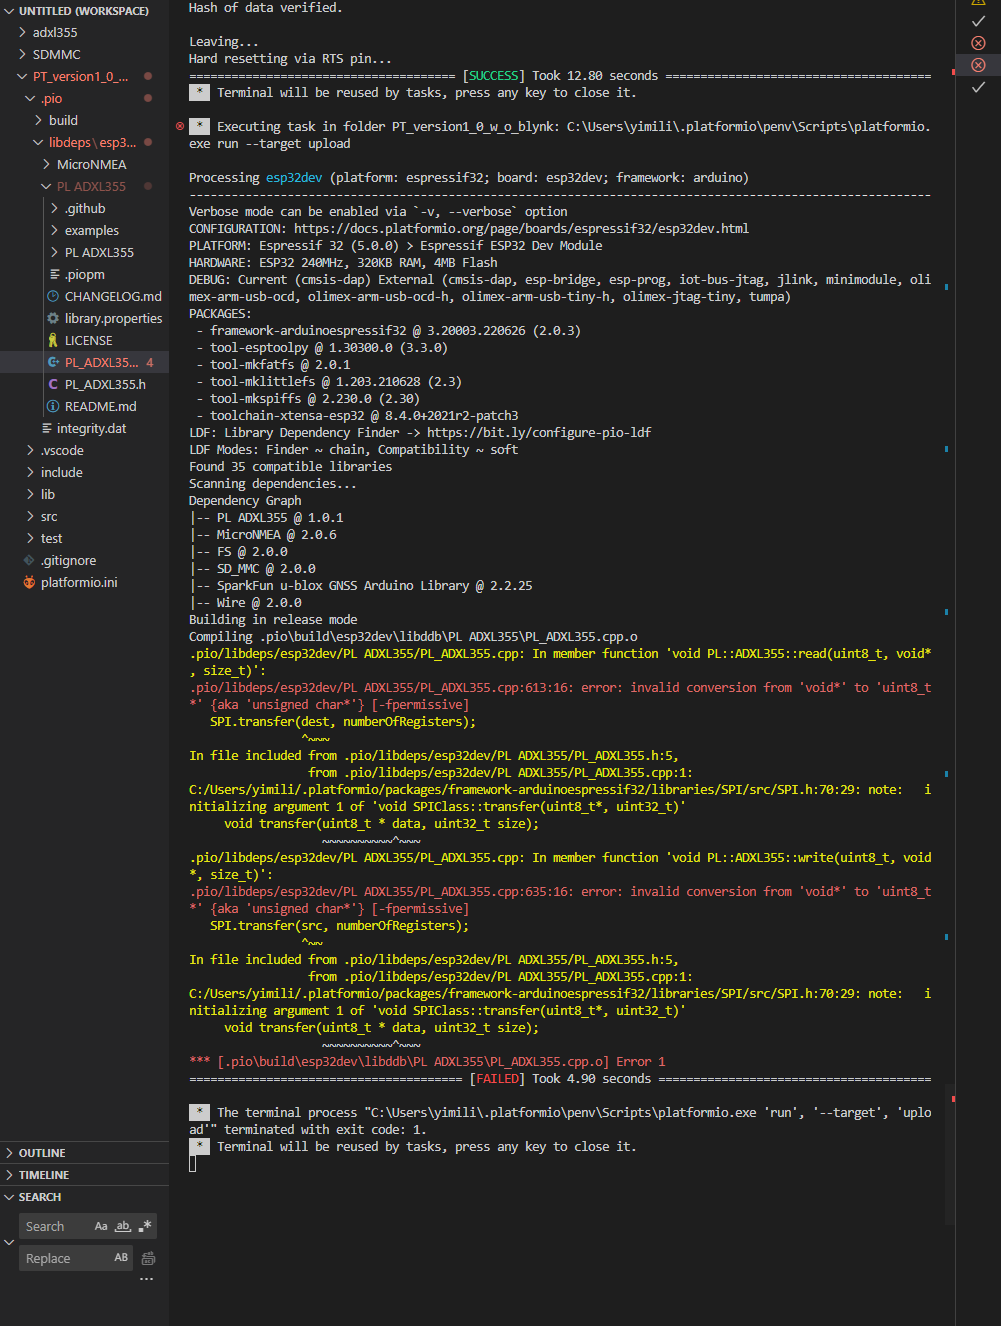 UNTITLED (WORKSPACE)
adxl355
SDMMC
PT_version1_0_...
.pio
build
libdeps\esp3...
MicroNMEA
PL ADXL355
.github
examples
PL ADXL355
.piopm
CHANGELOG.md
library.properties
LICENSE
PL_ADXL35... 4
PL_ADXL355.h
README.md
integrity.dat
.vscode
include
lib
src
test
.gitignore
platformio.ini
OUTLINE
TIMELINE
SEARCH
Search Aa ab .*
Replace AB
...
Hash of data verified.
Leaving...
Hard resetting via RTS pin...
====================================== [SUCCESS] Took 12.80 seconds ======================================
* Terminal will be reused by tasks, press any key to close it.
* Executing task in folder PT_version1_0_w_o_blynk: C:\Users\yimili\.platformio\penv\Scripts\platformio.
exe run --target upload
Processing esp32dev (platform: espressif32; board: esp32dev; framework: arduino)
----------------------------------------------------------------------------------------------------------
Verbose mode can be enabled via `-v, --verbose` option
CONFIGURATION: https://docs.platformio.org/page/boards/espressif32/esp32dev.html
PLATFORM: Espressif 32 (5.0.0) > Espressif ESP32 Dev Module
HARDWARE: ESP32 240MHz, 320KB RAM, 4MB Flash
DEBUG: Current (cmsis-dap) External (cmsis-dap, esp-bridge, esp-prog, iot-bus-jtag, jlink, minimodule, oli
mex-arm-usb-ocd, olimex-arm-usb-ocd-h, olimex-arm-usb-tiny-h, olimex-jtag-tiny, tumpa)
PACKAGES:
- framework-arduinoespressif32 @ 3.20003.220626 (2.0.3)
- tool-esptoolpy @ 1.30300.0 (3.3.0)
- tool-mkfatfs @ 2.0.1
- tool-mklittlefs @ 1.203.210628 (2.3)
- tool-mkspiffs @ 2.230.0 (2.30)
- toolchain-xtensa-esp32 @ 8.4.0+2021r2-patch3
LDF: Library Dependency Finder -> https://bit.ly/configure-pio-ldf
LDF Modes: Finder ~ chain, Compatibility ~ soft
Found 35 compatible libraries
Scanning dependencies...
Dependency Graph
|-- PL ADXL355 @ 1.0.1
|-- MicroNMEA @ 2.0.6
|-- FS @ 2.0.0
|-- SD_MMC @ 2.0.0
|-- SparkFun u-blox GNSS Arduino Library @ 2.2.25
|-- Wire @ 2.0.0
Building in release mode
Compiling .pio\build\esp32dev\libddb\PL ADXL355\PL_ADXL355.cpp.o
.pio/libdeps/esp32dev/PL ADXL355/PL_ADXL355.cpp: In member function 'void PL::ADXL355::read(uint8_t, void*
, size_t)':
.pio/libdeps/esp32dev/PL ADXL355/PL_ADXL355.cpp:613:16: error: invalid conversion from 'void*' to 'uint8_t
*' {aka 'unsigned char*'} [-fpermissive]
SPI.transfer(dest, numberOfRegisters);
^~~~
In file included from .pio/libdeps/esp32dev/PL ADXL355/PL_ADXL355.h:5,
from .pio/libdeps/esp32dev/PL ADXL355/PL_ADXL355.cpp:1:
C:/Users/yimili/.platformio/packages/framework-arduinoespressif32/libraries/SPI/src/SPI.h:70:29: note:   i
nitializing argument 1 of 'void SPIClass::transfer(uint8_t*, uint32_t)'
void transfer(uint8_t * data, uint32_t size);
~~~~~~~~~~^~~~
.pio/libdeps/esp32dev/PL ADXL355/PL_ADXL355.cpp: In member function 'void PL::ADXL355::write(uint8_t, void
*, size_t)':
.pio/libdeps/esp32dev/PL ADXL355/PL_ADXL355.cpp:635:16: error: invalid conversion from 'void*' to 'uint8_t
*' {aka 'unsigned char*'} [-fpermissive]
SPI.transfer(src, numberOfRegisters);
^~~
In file included from .pio/libdeps/esp32dev/PL ADXL355/PL_ADXL355.h:5,
from .pio/libdeps/esp32dev/PL ADXL355/PL_ADXL355.cpp:1:
C:/Users/yimili/.platformio/packages/framework-arduinoespressif32/libraries/SPI/src/SPI.h:70:29: note:   i
nitializing argument 1 of 'void SPIClass::transfer(uint8_t*, uint32_t)'
void transfer(uint8_t * data, uint32_t size);
~~~~~~~~~~^~~~
*** [.pio\build\esp32dev\libddb\PL ADXL355\PL_ADXL355.cpp.o] Error 1
======================================= [FAILED] Took 4.90 seconds =======================================
* The terminal process "C:\Users\yimili\.platformio\penv\Scripts\platformio.exe 'run', '--target', 'uplo
ad'" terminated with exit code: 1.
* Terminal will be reused by tasks, press any key to close it.